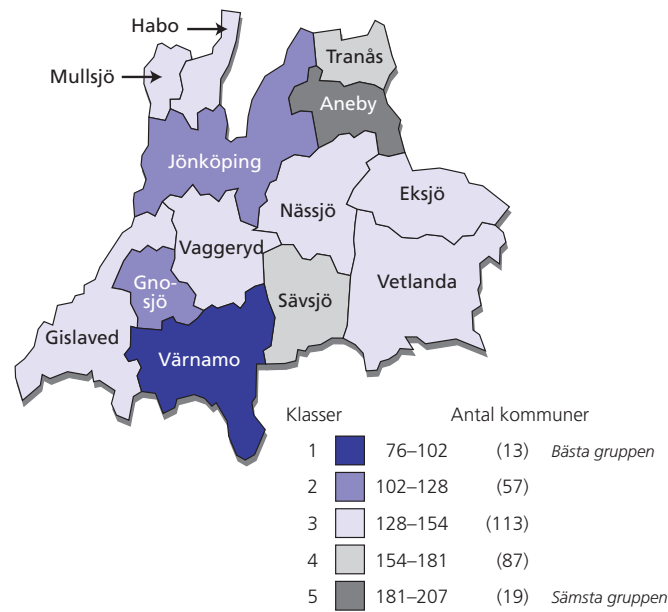 Habo
Mullsjö
Tranås
Aneby
Jönköping
Eksjö
Nässjö
Vaggeryd
Vetlanda
Gno-
sjö
Sävsjö
Gislaved
Värnamo
Klasser Antal kommuner
1 76–102 (13) Bästa gruppen
2 102–128 (57)
3 128–154 (113)
4 154–181 (87)
5 181–207 (19) Sämsta gruppen